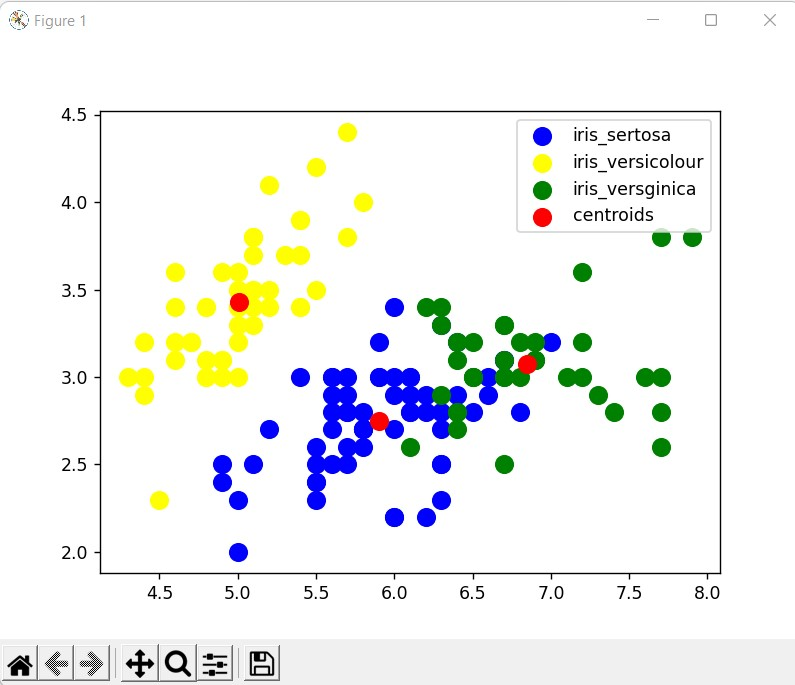 Figure 1
iris_sertosa
iris_versicolour
iris_versginica
centroids
4.5
4.0
3.5
3.0
2.5
2.0
4.5 5.0 5.5 6.0 6.5 7.0 7.5 8.0